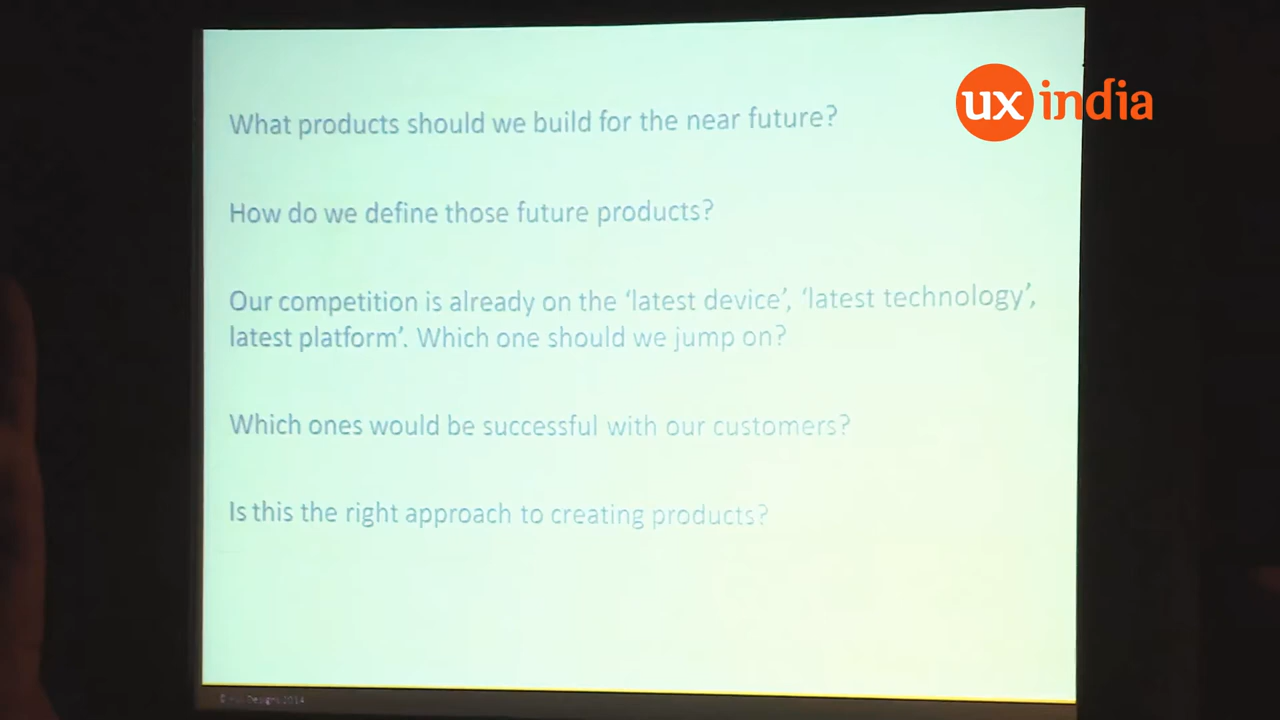 ux india
What products should we build for the near future?
How do we define those future products?
Our competition is already on the ‘latest device’, ‘latest technology’,
latest platform’. Which one should we jump on?
Which ones would be successful with our customers?
Is this the right approach to creating products?
© Designs 2014